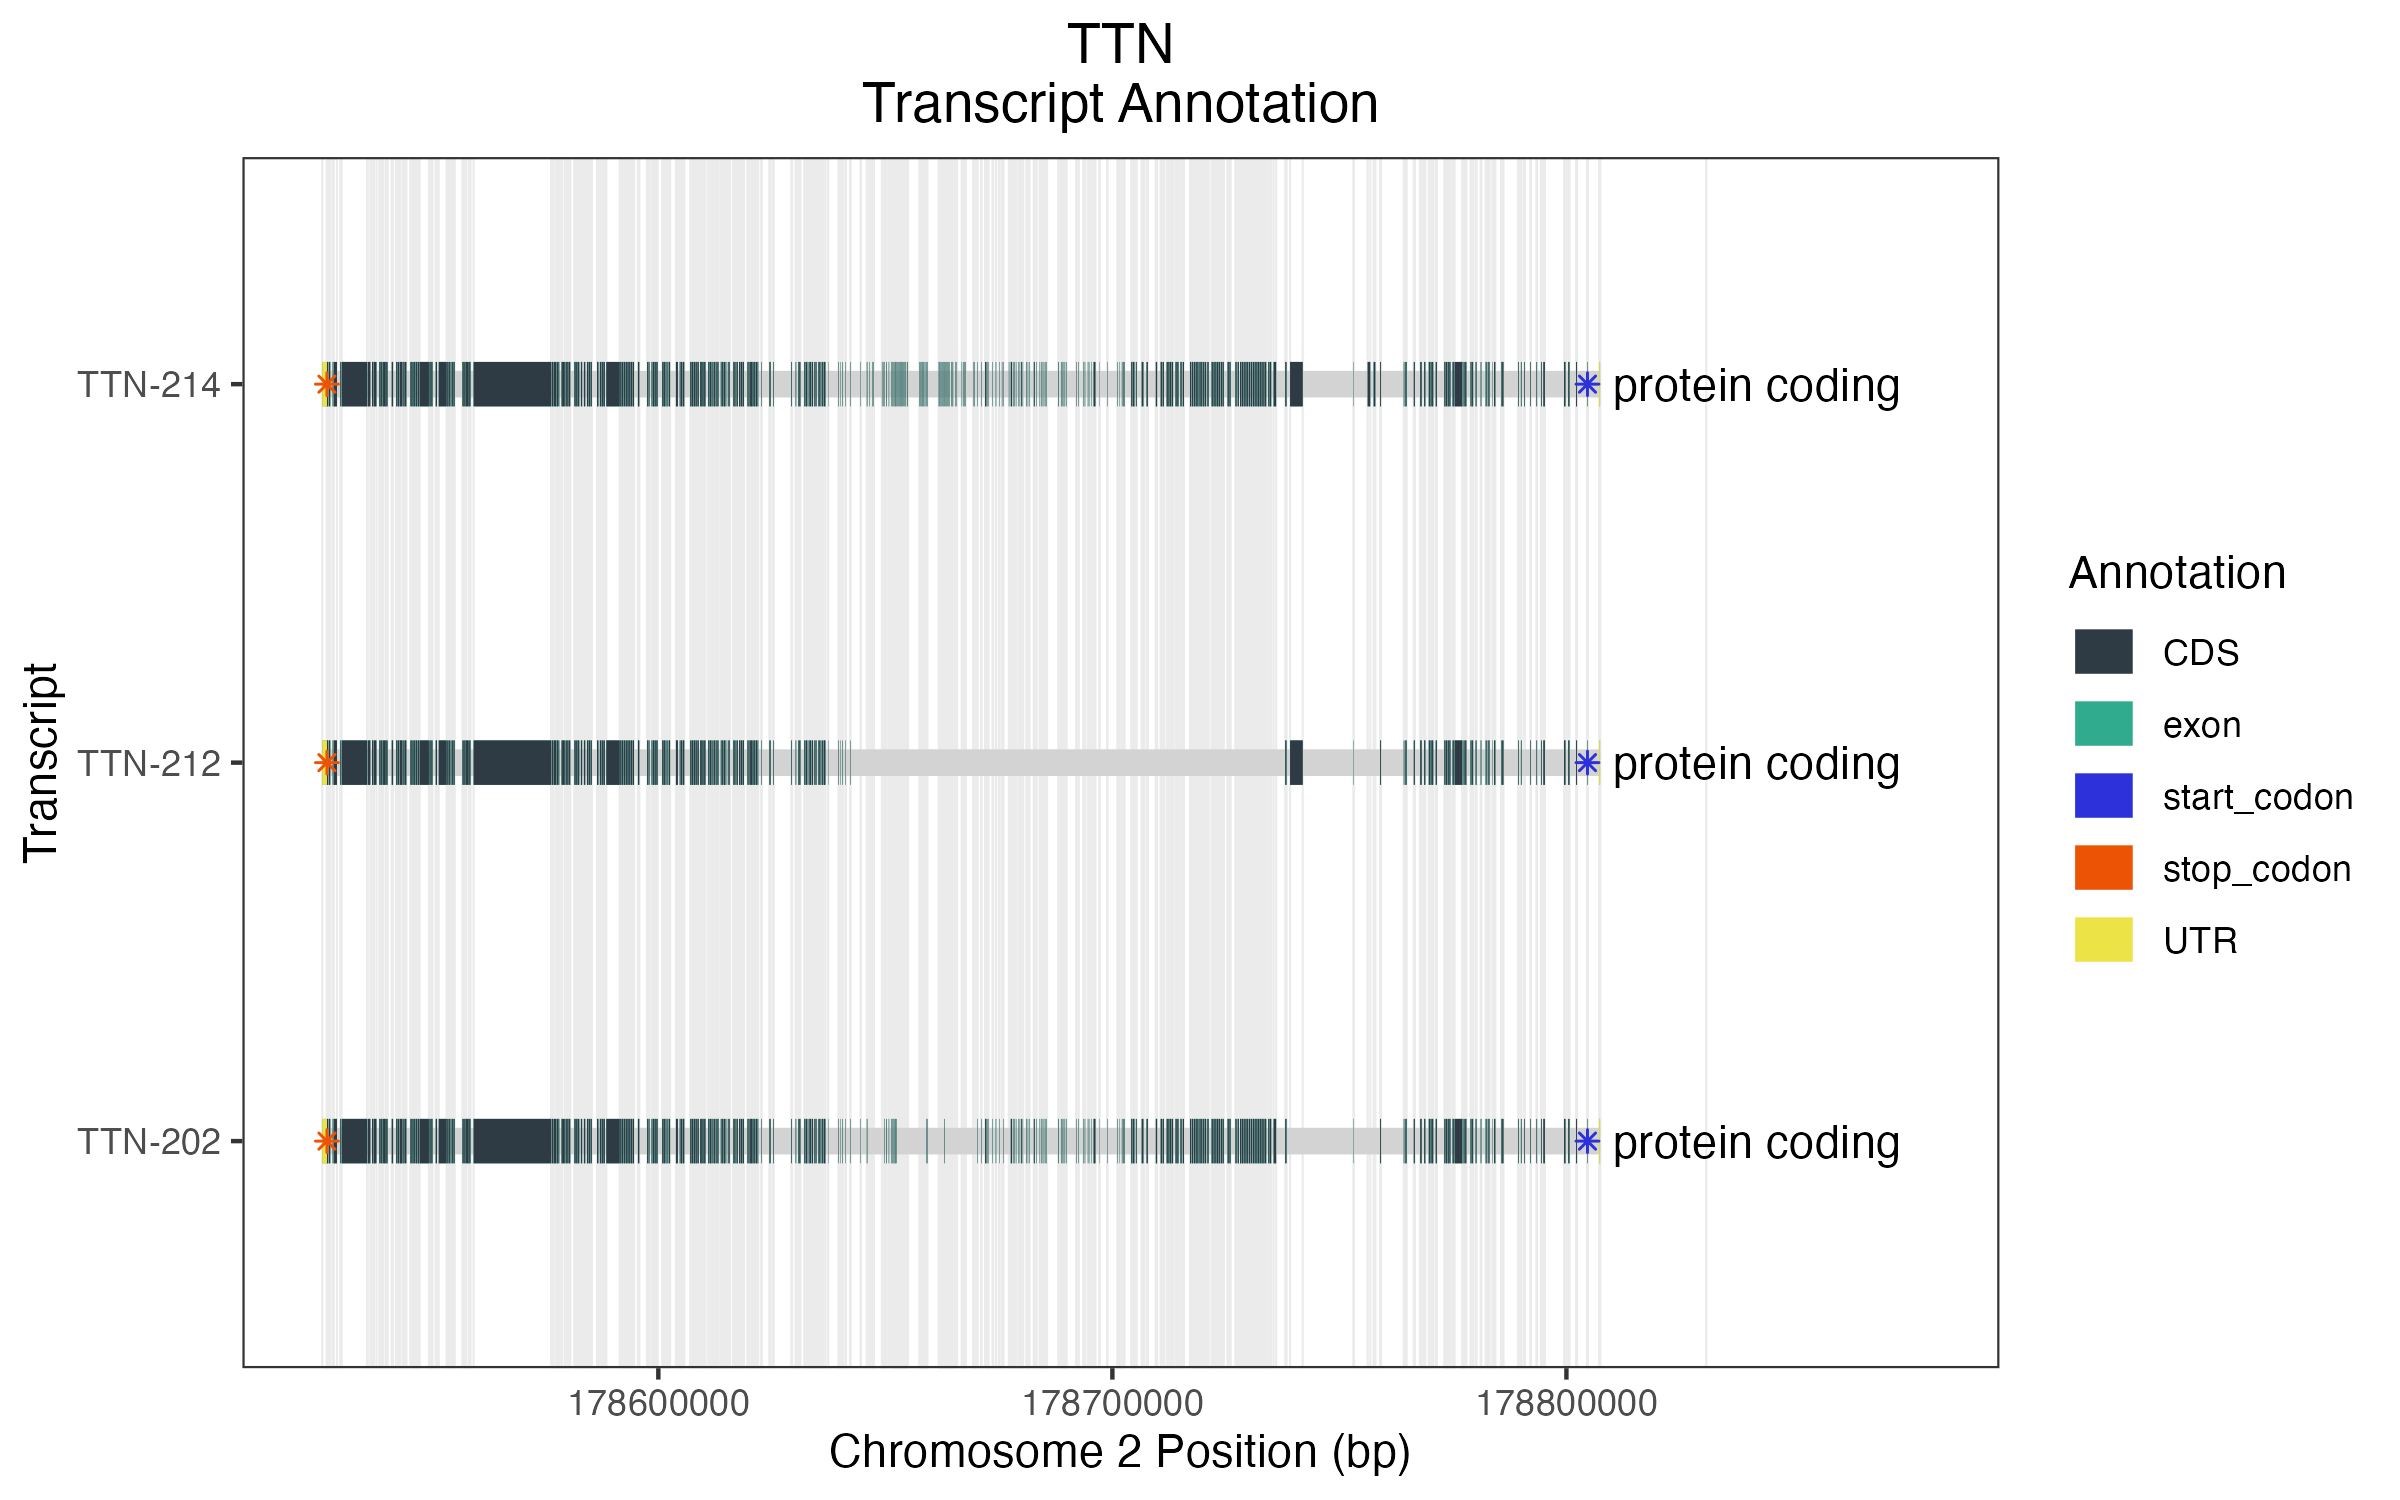 TTN
Transcript Annotation
Transcript
TTN-214
protein coding
TTN-212
protein coding
TTN-202
protein coding
178600000
178700000
178800000
Chromosome 2 Position (bp)
Annotation
CDS
exon
start_codon
stop_codon
UTR